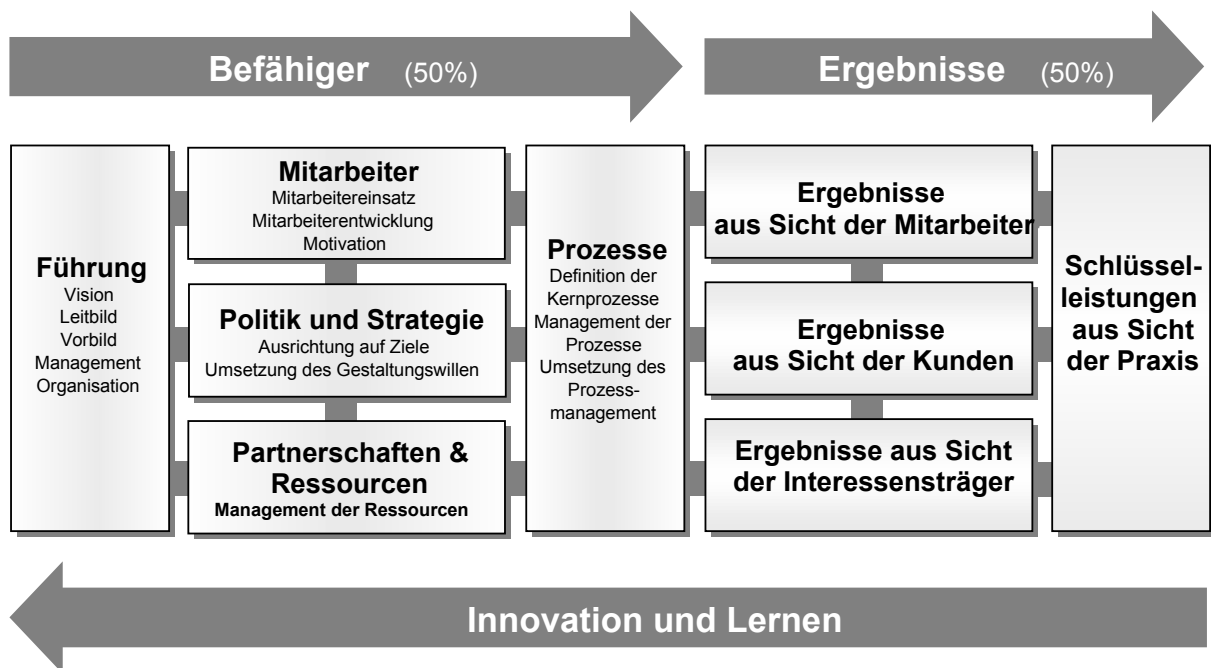 Befähiger (50%)
Ergebnisse (50%)
Führung
Vision
Leitbild
Vorbild
Management
Organisation
Mitarbeiter
Mitarbeitereinsatz
Mitarbeiterentwicklung
Motivation
Politik und Strategie
Ausrichtung auf Ziele
Umsetzung des Gestaltungswillen
Partnerschaften &
Ressourcen
Management der Ressourcen
Prozesse
Definition der
Kernprozesse
Management der
Prozesse
Umsetzung des
Prozess-
management
Ergebnisse
aus Sicht der Mitarbeiter
Ergebnisse
aus Sicht der Kunden
Ergebnisse aus Sicht
der Interessensträger
Schlüssel-
leistungen
aus Sicht
der Praxis
Innovation und Lernen